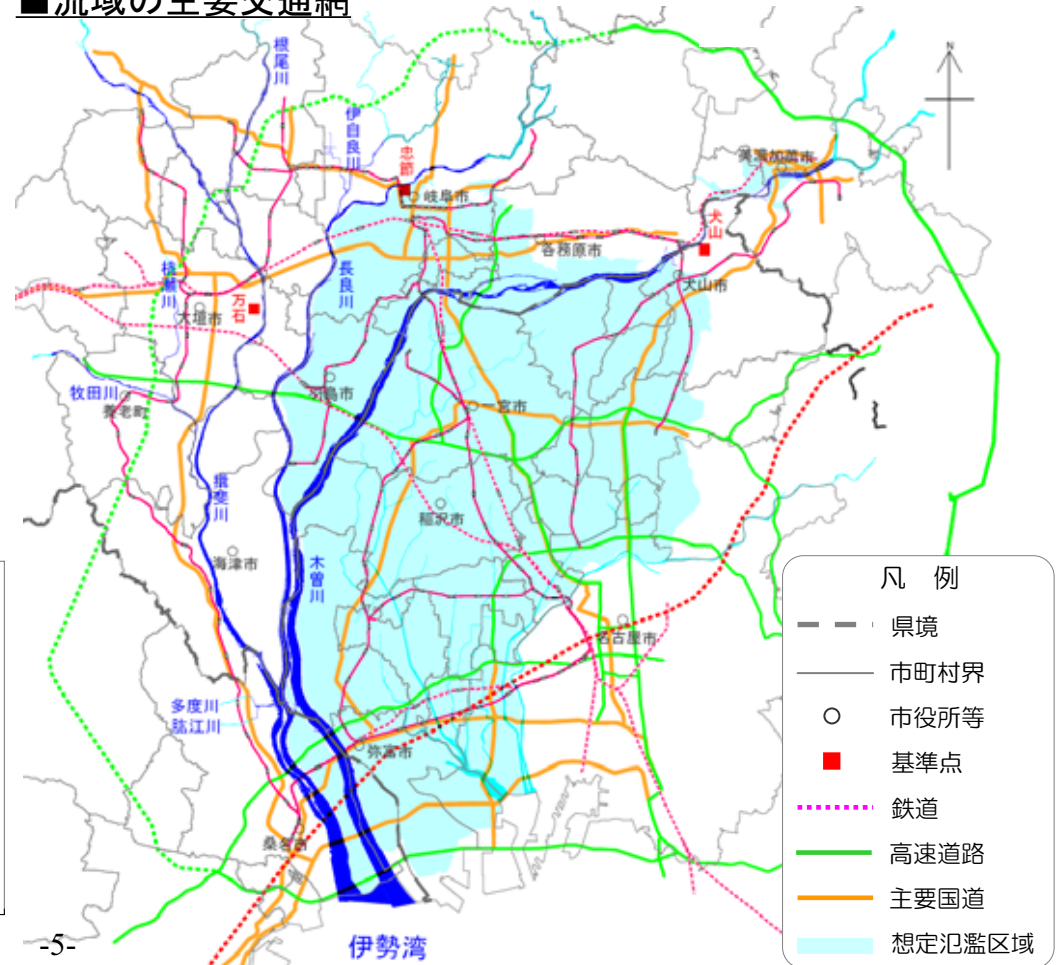 ■流域の主要交通網
根尾川
伊自良川
忠節
岐阜市
美濃加茂市
犬山
各務原市
犬山市
長良川
万石
大垣市
牧田川
養老町
羽島市
一宮市
揖斐川
稲沢市
海津市
木曽川
名古屋市
多度川
肱江川
弥富市
桑名市
伊勢湾
N
凡 例
県境
市町村界
市役所等
基準点
鉄道
高速道路
主要国道
想定氾濫区域
-5-